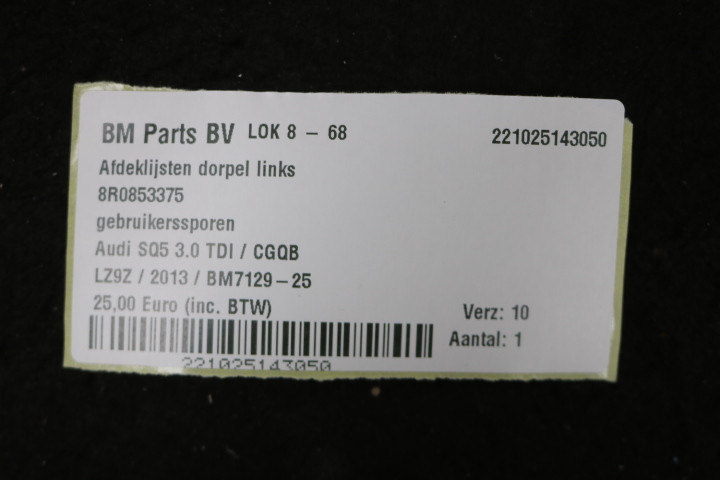 BM Parts BV LOK 8 - 68 221025143050
Afdeklijsten dorpel links
8R0853375
gebruikerssporen
Audi SQ5 3.0 TDI / CGQB
LZ9Z / 2013 / BM7129-25
25,00 Euro (inc. BTW) Verz: 10
Aantal: 1
221025143050